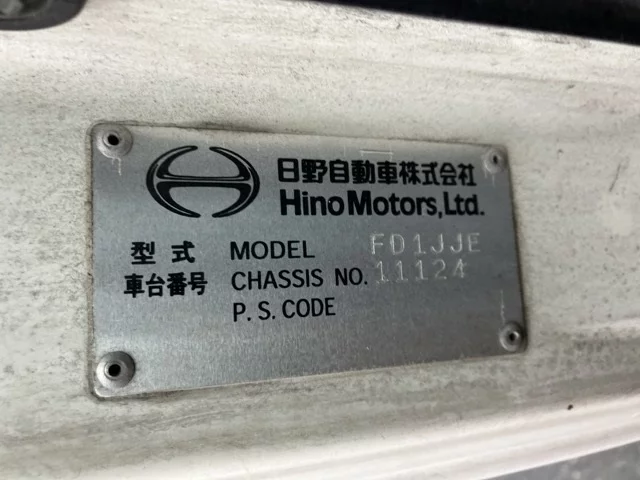 日野自動車株式会社
Hino Motors, Ltd.
型式 MODEL FD1JJE
車台番号 CHASSIS NO. 11124
P.S.CODE